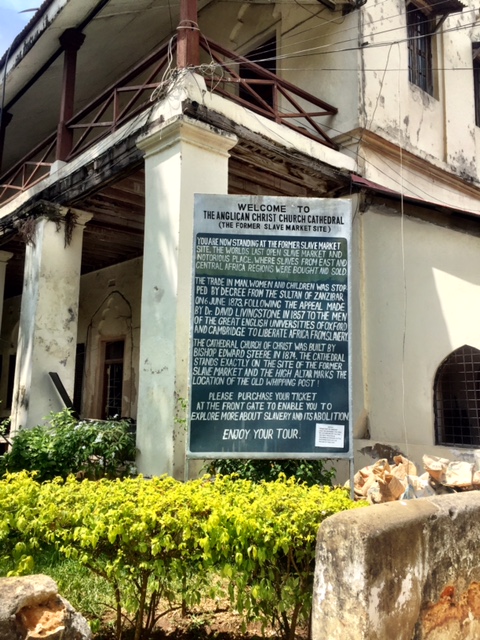 WELCOME TO
THE ANGLICAN CHRIST CHURCH CATHEDRAL
(THE FORMER SLAVE MARKET SITE)
YOU ARE NOW STANDING AT THE FORMER SLAVE MARKET
SITE, THE WORLDS LAST OPEN SLAVE MARKET AND
NOTORIOUS PLACE, WHERE SLAVES FROM EAST AND
CENTRAL AFRICA REGIONS WERE BOUGHT AND SOLD
THE TRADE IN MAN, WOMEN AND CHILDREN WAS STOP
PED BY DECREE FROM THE SULTAN OF ZANZIBAR
ON 6 JUNE 1873, FOLLOWING THE APPEAL MADE
BY Dr. DAVID LIVINGSTONE IN 1857 TO THE MEN
OF THE GREAT ENGLISH UNIVERSITIES OF OXFORD
AND CAMBRIDGE TO LIBERATE AFRICA FROM SLAVERY
THE CATHEDRAL CHURCH OF CHRIST WAS BUILT BY
BISHOP EDWARD STEERE IN 1874, THE CATHEDRAL
STANDS EXACTLY ON THE SITE OF THE FORMER
SLAVE MARKET AND THE HIGH ALTAR MARKS THE
LOCATION OF THE OLD WHIPPING POST!
PLEASE PURCHASE YOUR TICKET
AT THE FRONT GATE TO ENABLE YOU TO
EXPLORE MORE ABOUT SLAVERY AND ITS ABOLITION
ENJOY YOUR TOUR.